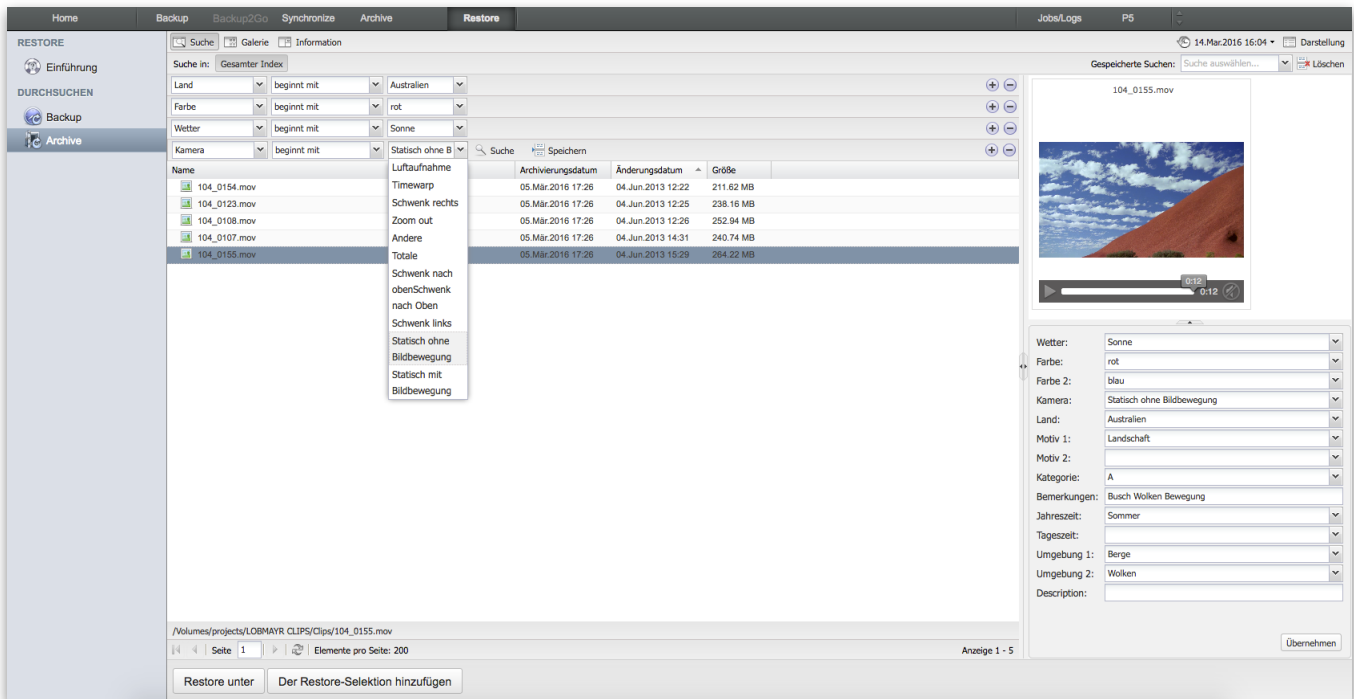 Home Backup Backup2Go Synchronize Archive Restore Jobs/Logs P5
RESTORE
Einführung
DURCHSUCHEN
Backup
Archive
Suche Galerie Information 14.Mar.2016 16:04 Darstellung
Suche in: Gesamter Index Gespeicherte Suchen: Suche auswählen... Löschen
Land beginnt mit Australien
Farbe beginnt mit rot
Wetter beginnt mit Sonne
Kamera beginnt mit Statisch ohne B Suche Speichern
Name Archivierungsdatum Änderungsdatum Größe
104_0154.mov 05.Mär.2016 17:26 04.Jun.2013 12:22 211.62 MB
104_0123.mov 05.Mär.2016 17:26 04.Jun.2013 12:25 238.16 MB
104_0108.mov 05.Mär.2016 17:26 04.Jun.2013 12:26 252.94 MB
104_0107.mov 05.Mär.2016 17:26 04.Jun.2013 14:31 240.74 MB
104_0155.mov 05.Mär.2016 17:26 04.Jun.2013 15:29 264.22 MB
Luftaufnahme
Timewarp
Schwenk rechts
Zoom out
Andere
Totale
Schwenk nach
obenSchwenk
nach Oben
Schwenk links
Statisch ohne
Bildbewegung
Statisch mit
Bildbewegung
104_0155.mov
0:12
0:12
Wetter: Sonne
Farbe: rot
Farbe 2: blau
Kamera: Statisch ohne Bildbewegung
Land: Australien
Motiv 1: Landschaft
Motiv 2:
Kategorie: A
Bemerkungen: Busch Wolken Bewegung
Jahreszeit: Sommer
Tageszeit:
Umgebung 1: Berge
Umgebung 2: Wolken
Description:
Übernehmen
/Volumes/projects/LOBMAYR CLIPS/Clips/104_0155.mov
Seite 1 Elemente pro Seite: 200 Anzeige 1 - 5
Restore unter Der Restore-Selektion hinzufügen